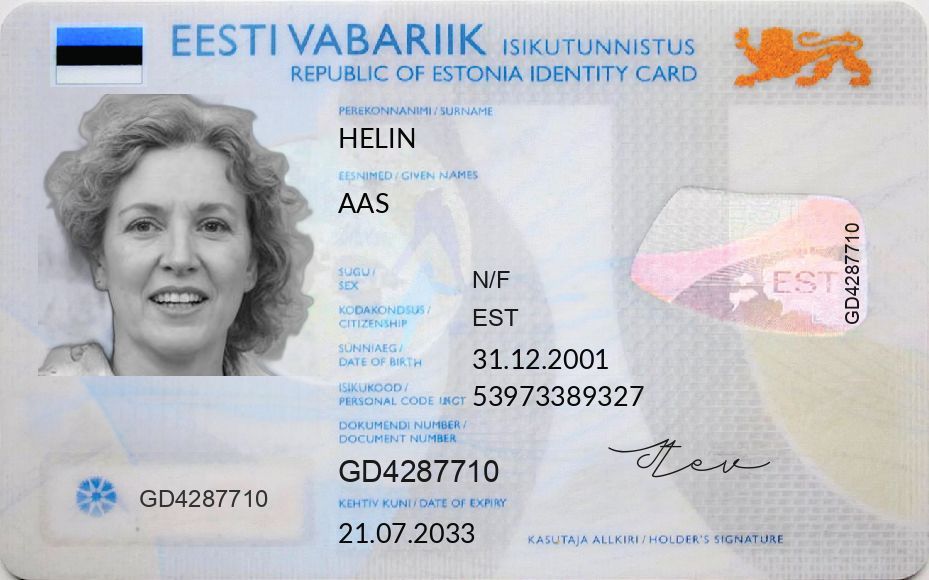 EESTI VABARIIK ISIKUTUNNISTUS
REPUBLIC OF ESTONIA IDENTITY CARD
PEREKONNANIMI / SURNAME
HELIN
EESNIMED / GIVEN NAMES
AAS
SUGU / SEX
N/F
KODAKONDSUS / CITIZENSHIP
EST
SÜNNIAEG / DATE OF BIRTH
31.12.2001
ISIKUKOOD / PERSONAL CODE
53973389327
DOKUMENDI NUMBER / DOCUMENT NUMBER
GD4287710
KEHTIV KUNI / DATE OF EXPIRY
21.07.2033
GD4287710
EST
GD4287710
KASUTAJA ALLKIRI / HOLDER'S SIGNATURE